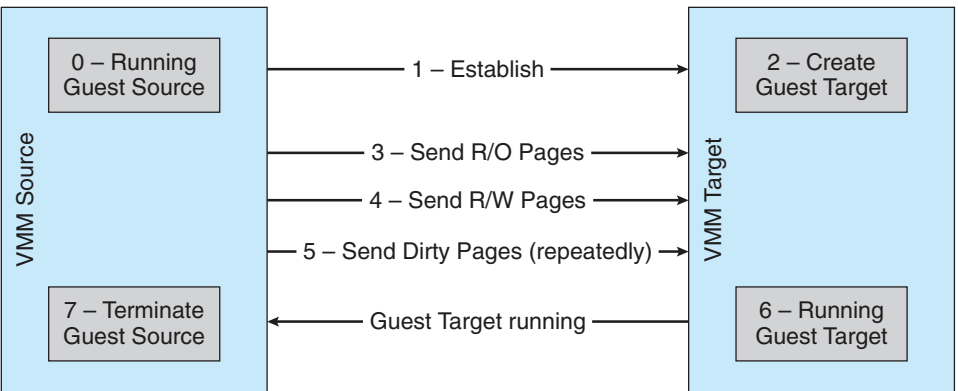 0 – Running
Guest Source
1 – Establish
2 – Create
Guest Target
VMM Source
3 – Send R/O Pages
4 – Send R/W Pages
5 – Send Dirty Pages (repeatedly)
VMM Target
7 – Terminate
Guest Source
Guest Target running
6 – Running
Guest Target